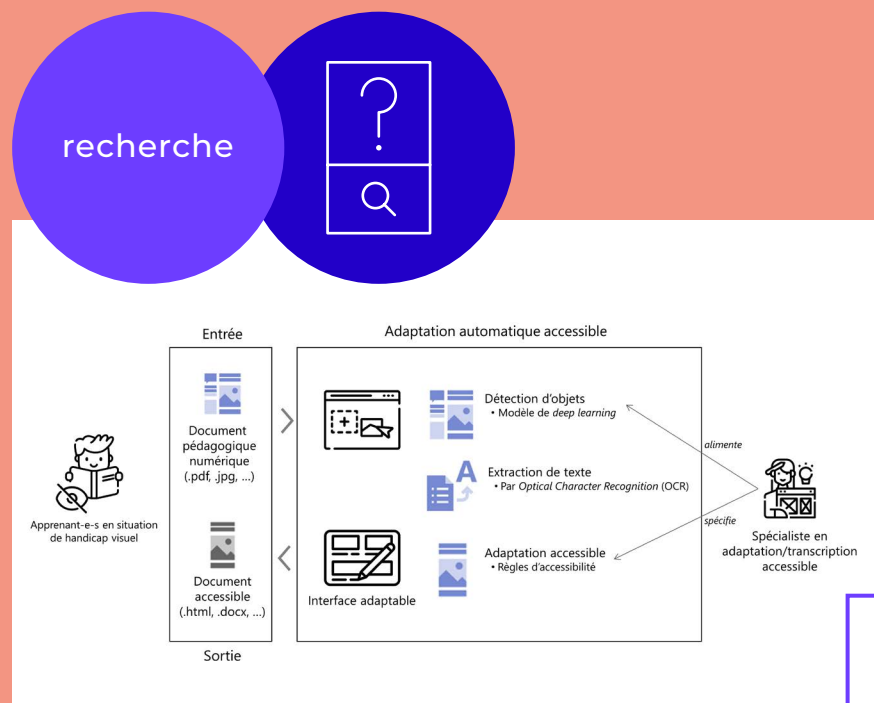 recherche
?
Entrée
Document
pédagogique
numérique
(.pdf, .jpg, ...)
Apprenant-e-s en situation
de handicap visuel
Document
accessible
(.html, .docx, ...)
Sortie
Adaptation automatique accessible
Détection d'objets
• Modèle de deep learning
A
Extraction de texte
• Par Optical Character Recognition (OCR)
Adaptation accessible
• Règles d'accessibilité
Interface adaptable
alimente
spécifie
Spécialiste en
adaptation/transcription
accessible